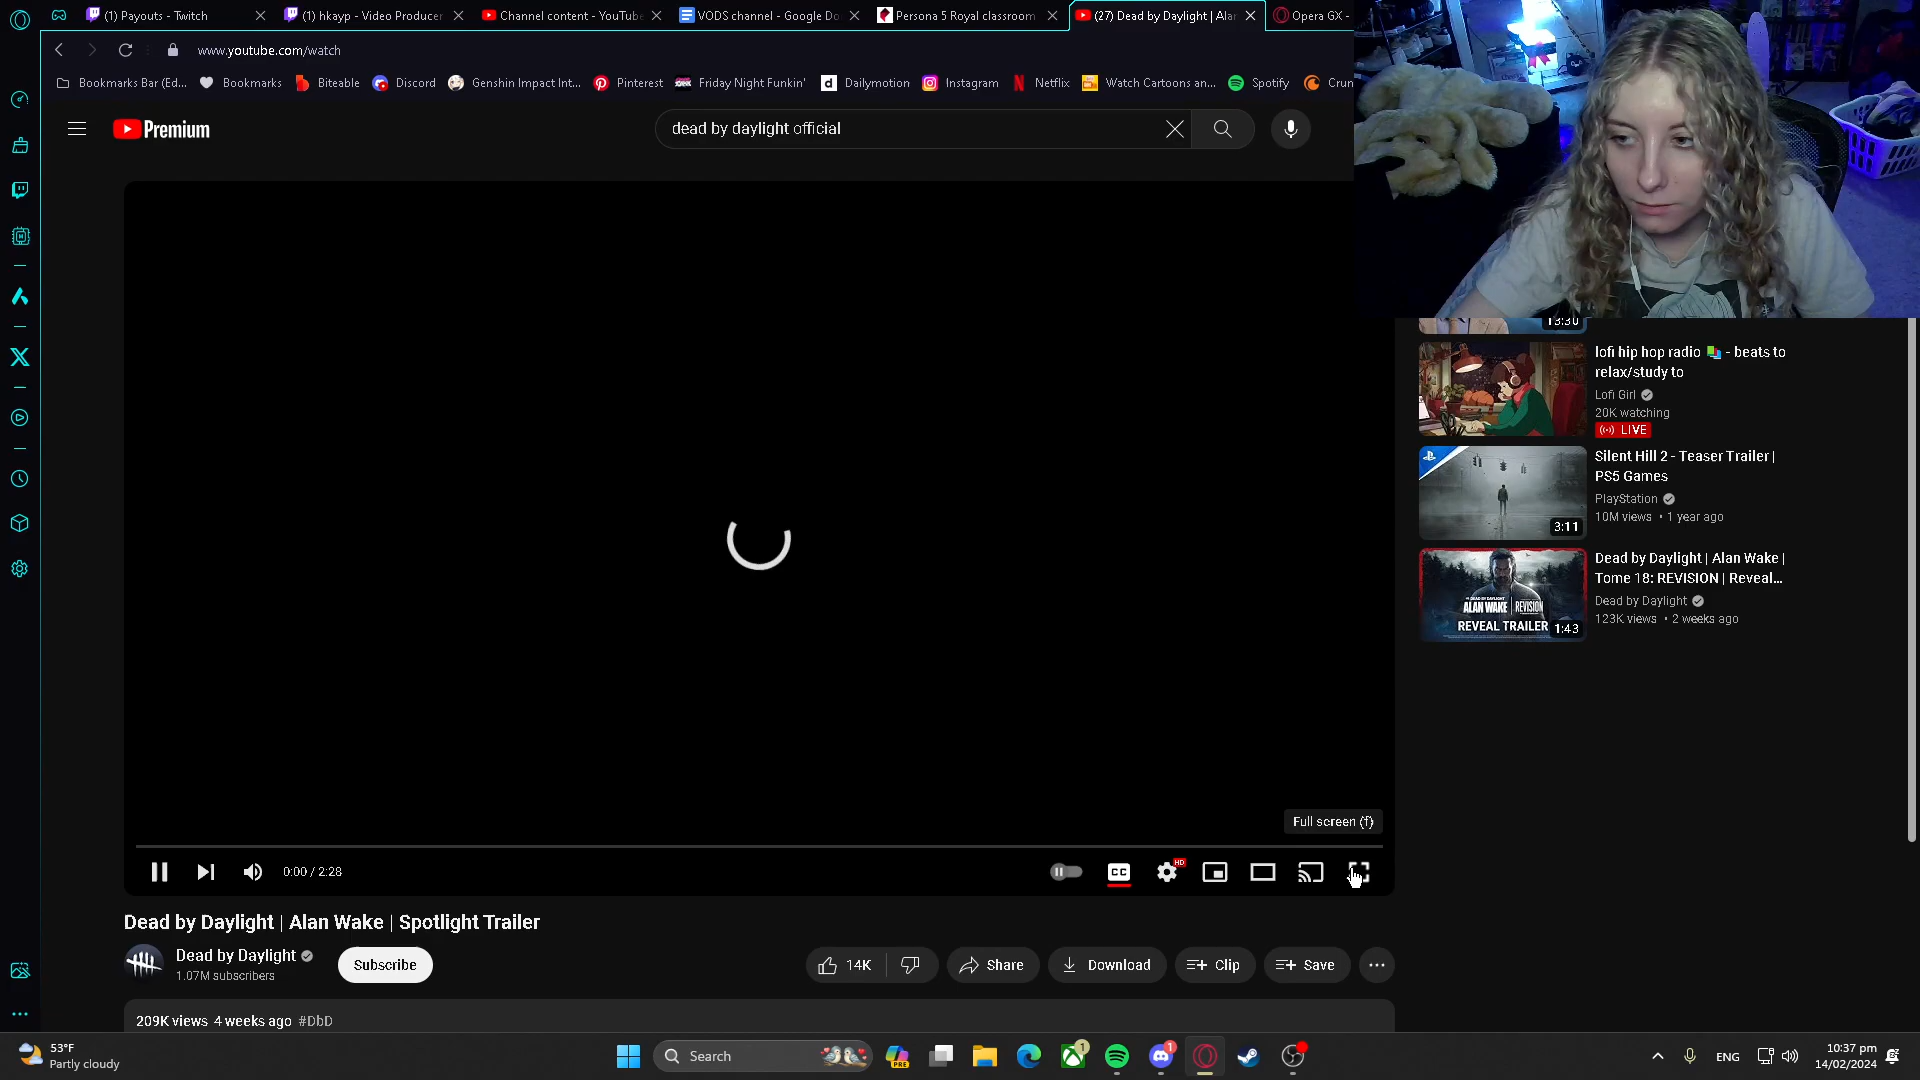 (1) Payouts - Twitch
(1) hkayp - Video Producer
Channel content - YouTube
VODS channel - Google Do
Persona 5 Royal classroom
(27) Dead by Daylight | Alan
Opera GX -
www.youtube.com/watch
Bookmarks Bar (Ed...
Bookmarks
Biteable
Discord
Genshin Impact Int...
Pinterest
Friday Night Funkin'
Dailymotion
Instagram
Netflix
Watch Cartoons an...
Spotify
Crun
Premium
dead by daylight official
13:30
lofi hip hop radio 📚 - beats to
relax/study to
Lofi Girl
20K watching
LIVE
Silent Hill 2 - Teaser Trailer |
PS5 Games
PlayStation
10M views • 1 year ago
3:11
Dead by Daylight | Alan Wake |
Tome 18: REVISION | Reveal...
Dead by Daylight
123K views • 2 weeks ago
ALAN WAKE REVISION
REVEAL TRAILER
1:43
Full screen (f)
0:00 / 2:28
CC
HD
Dead by Daylight | Alan Wake | Spotlight Trailer
Dead by Daylight
1.07M subscribers
Subscribe
14K
Share
Download
Clip
Save
209K views 4 weeks ago #DbD
53°F
Partly cloudy
Search
PRE
1
1
ENG
10:37 pm
14/02/2024